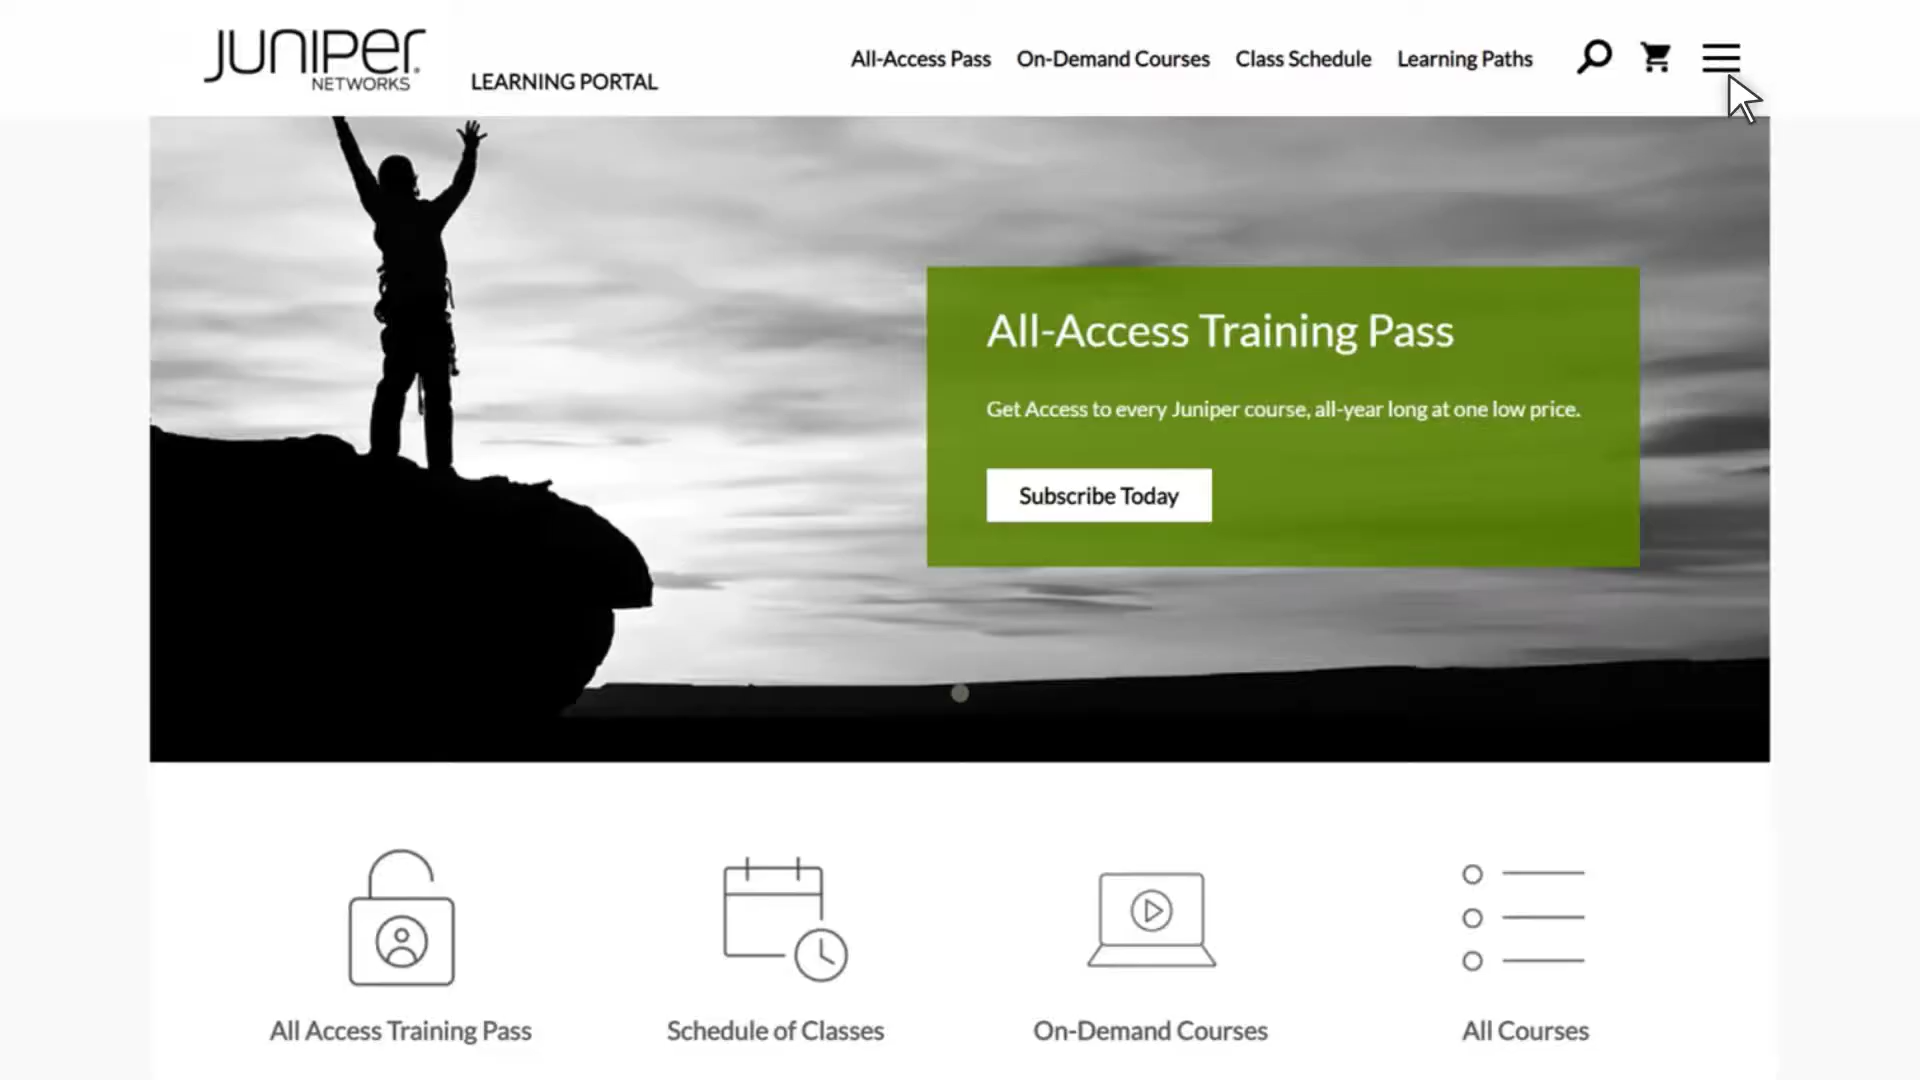 JUNIPER
NETWORKS
LEARNING PORTAL
All-Access Pass
On-Demand Courses
Class Schedule
Learning Paths
All-Access Training Pass
Get Access to every Juniper course, all-year long at one low price.
Subscribe Today
All Access Training Pass
Schedule of Classes
On-Demand Courses
All Courses